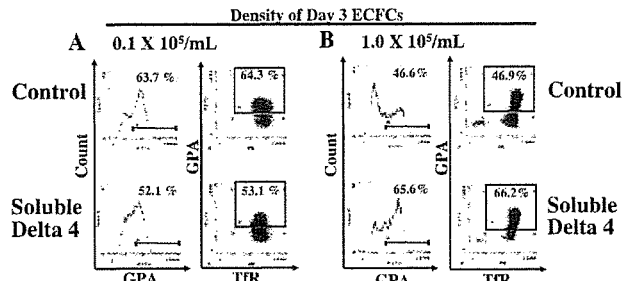 Density of Day 3 ECFCs
A 0.1 X 10⁵/mL B 1.0 X 10⁵/mL
Control 63.7 % 64.3 % 46.6% 46.9% Control
Count GPA Count GPA
Soluble Delta 4 52.1 % 53.1 % 65.6% 66.2% Soluble Delta 4
GPA TfR GPA TfR